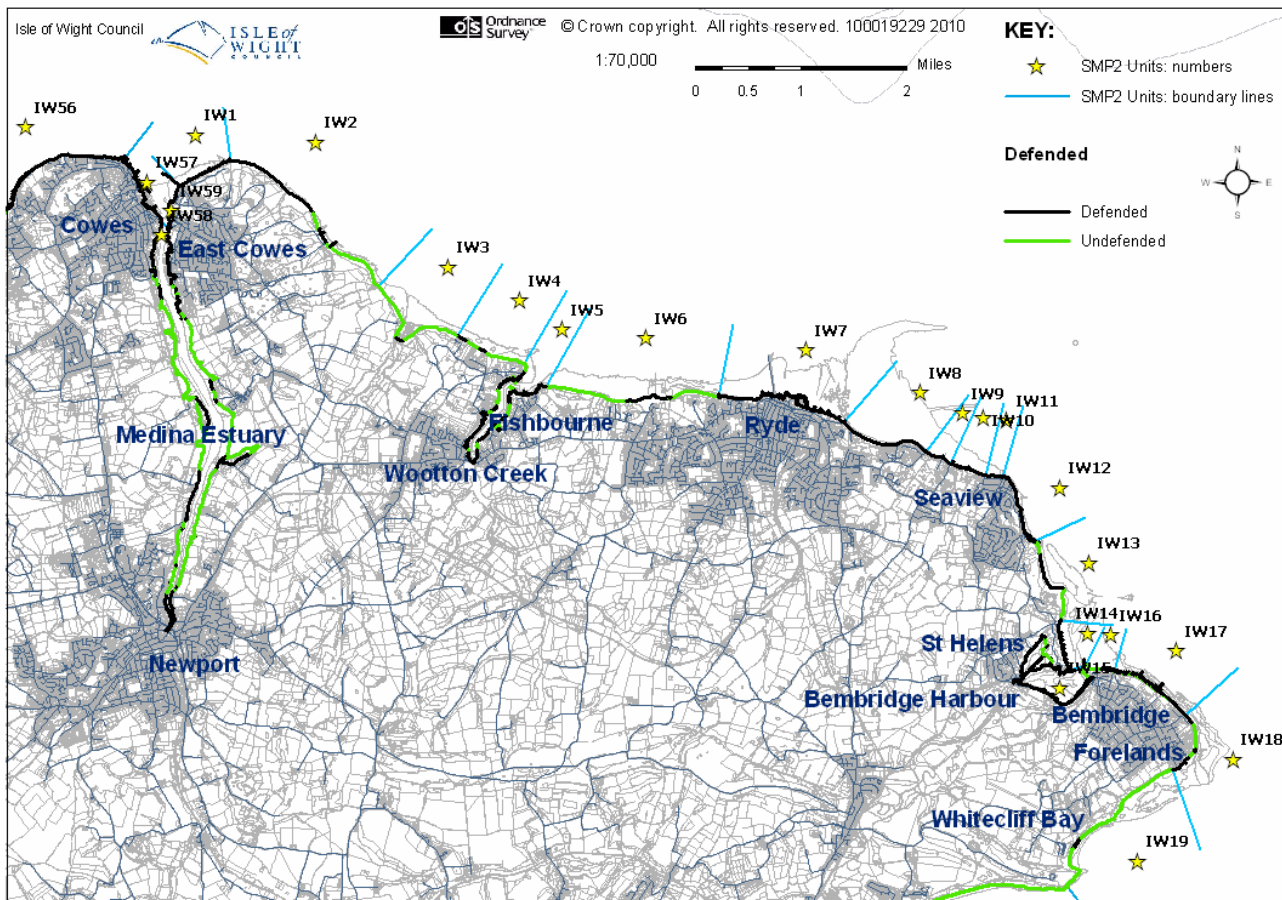 Isle of Wight Council
ISLE of
WIGHT
COUNCIL
os Ordnance
Survey
© Crown copyright. All rights reserved. 100019229 2010
1:70,000
Miles
0 0.5 1 2
KEY:
SMP2 Units: numbers
SMP2 Units: boundary lines
Defended
N
W E
S
Defended
Undefended
IW56
IW1
IW2
IW57
IW59
IW58
Cowes
East Cowes
IW3
IW4
IW5
IW6
IW7
IW8
IW9
IW11
IW10
Medina Estuary
Fishbourne
Ryde
Wootton Creek
Seaview
IW12
IW13
IW14
IW16
IW17
Newport
St Helens
IW15
Bembridge Harbour
Bembridge
Forelands
IW18
Whitecliff Bay
IW19